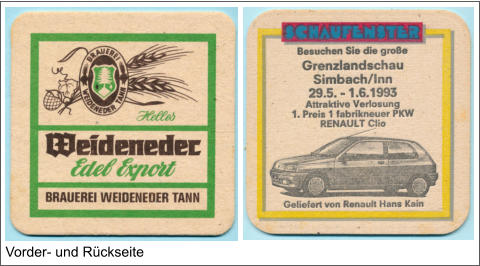 BRAUEREI
WEIDENEDER TANN
Helles
Weideneder
Edel Export
BRAUEREI WEIDENEDER TANN
SCHAUFENSTER
Besuchen Sie die große
Grenzlandschau
Simbach/Inn
29.5. - 1.6.1993
Attraktive Verlosung
1. Preis 1 fabrikneuer PKW
RENAULT Clio
Geliefert von Renault Hans Kain
Vorder- und Rückseite